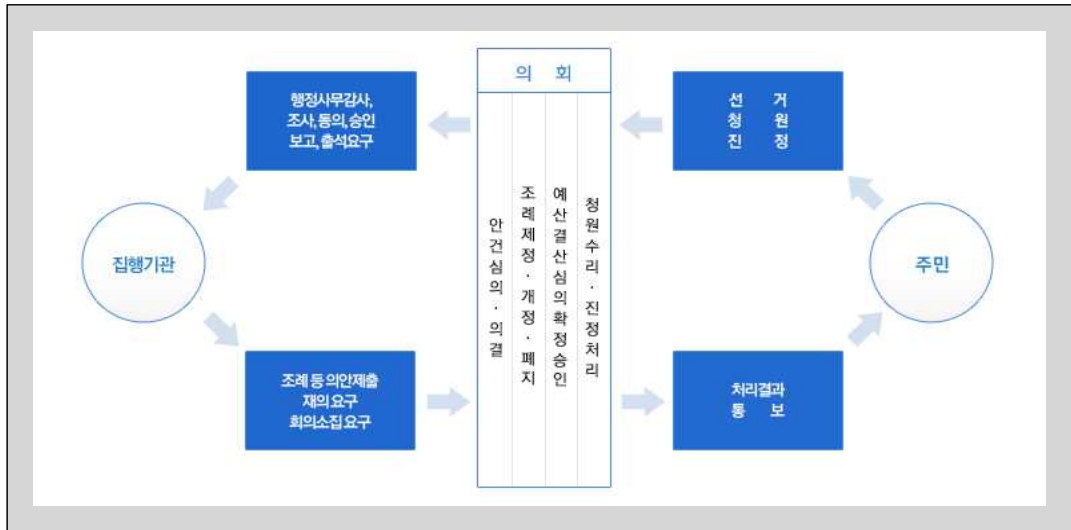 의 회
행정사무감사,
조사, 동의, 승인
보고, 출석요구
선 거
청 원
진 정
안건심의·의결
조례제정·개정·폐지
예산결산심의확정승인
청원수리·진정처리
집행기관
주민
조례 등 의안제출
재의 요구
회의소집 요구
처리결과
통 보